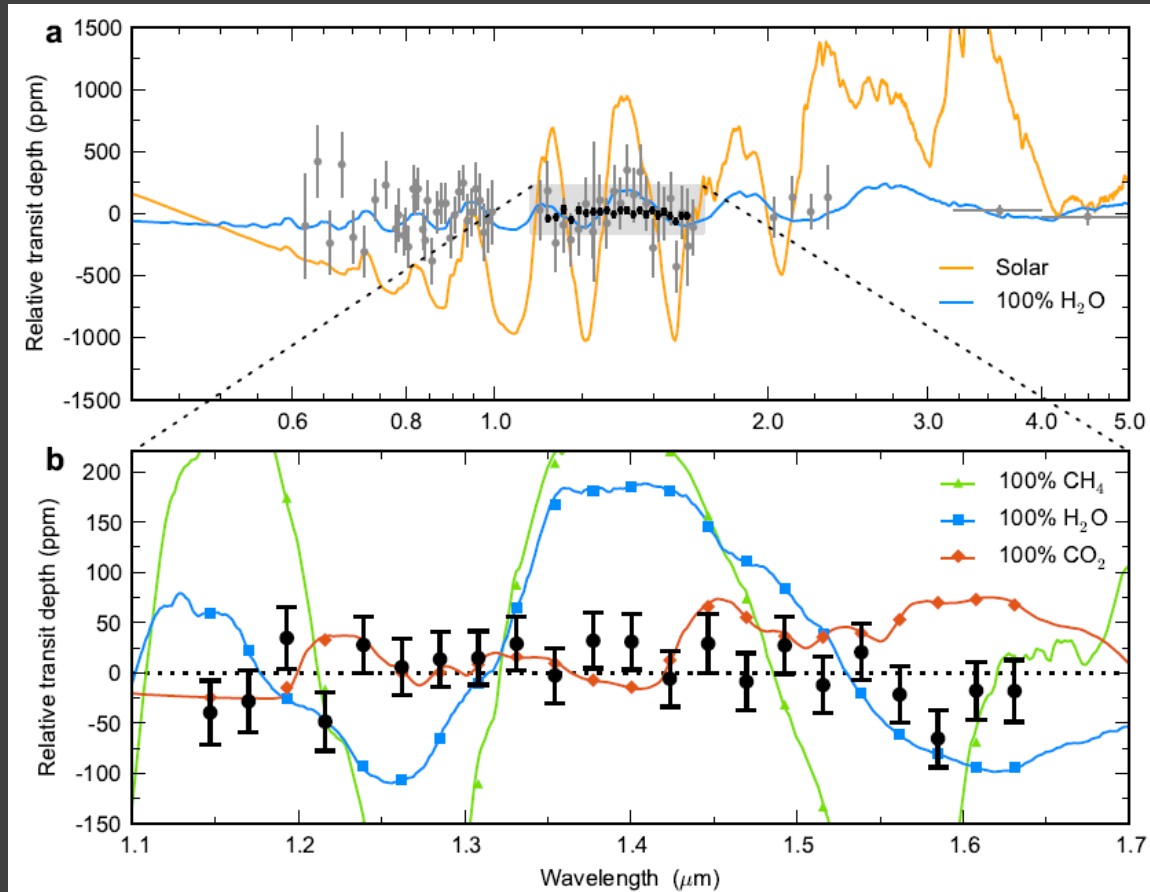 a
Relative transit depth (ppm)
1500
1000
500
0
-500
-1000
-1500
Solar
100% H₂O
0.6 0.8 1.0 2.0 3.0 4.0 5.0
b
Relative transit depth (ppm)
200
150
100
50
0
-50
-100
-150
100% CH₄
100% H₂O
100% CO₂
1.1 1.2 1.3 1.4 1.5 1.6 1.7
Wavelength (μm)